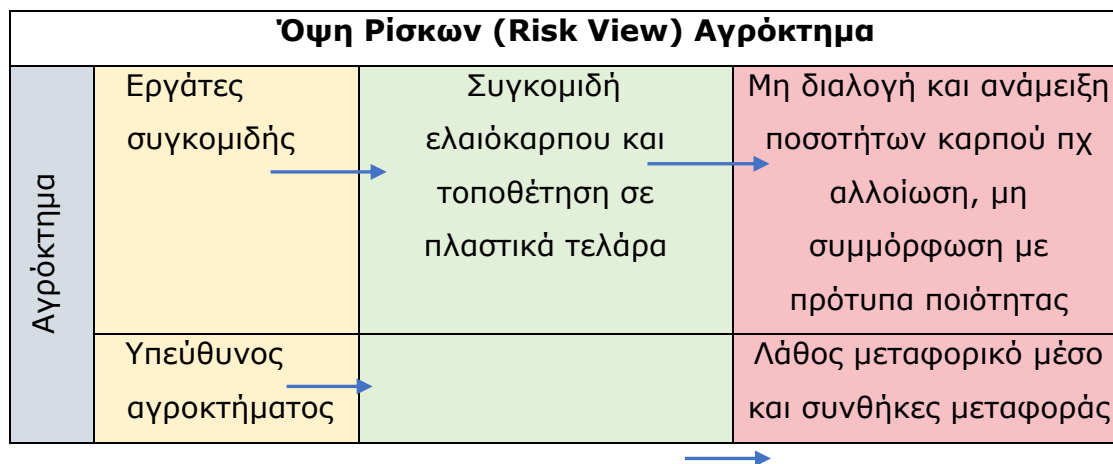 Όψη Ρίσκων (Risk View) Αγρόκτημα
Αγρόκτημα
Εργάτες
συγκομιδής
Συγκομιδή
ελαιόκαρπου και
τοποθέτηση σε
πλαστικά τελάρα
Μη διαλογή και ανάμειξη
ποσοτήτων καρπού πχ
αλλοίωση, μη
συμμόρφωση με
πρότυπα ποιότητας
Υπεύθυνος
αγροκτήματος
Λάθος μεταφορικό μέσο
και συνθήκες μεταφοράς